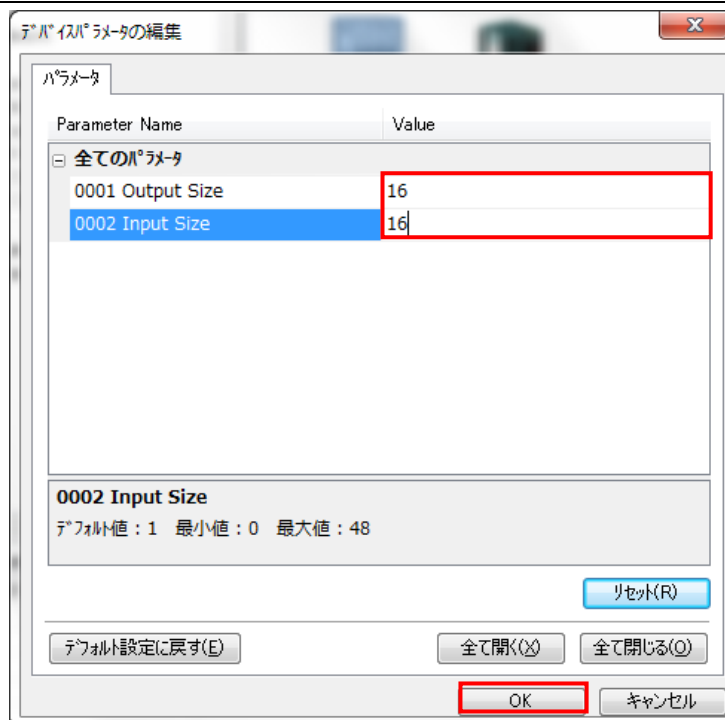 デバイスパラメータの編集
パラメータ
Parameter Name Value
全てのパラメータ
0001 Output Size 16
0002 Input Size 16
0002 Input Size
デフォルト値:1 最小値:0 最大値:48
リセット(R)
デフォルト設定に戻す(E) 全て開く(X) 全て閉じる(O)
OK キャンセル